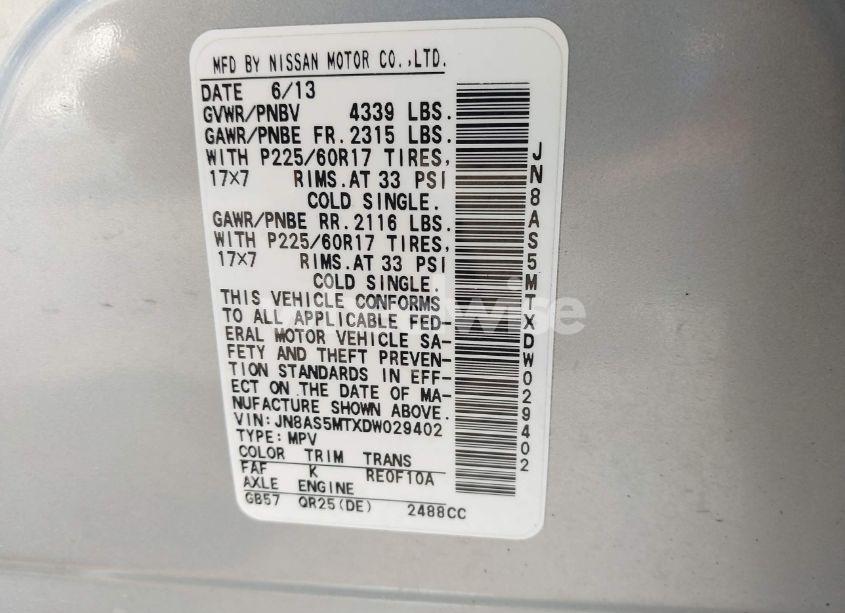 MFD BY NISSAN MOTOR CO.,LTD.
DATE 6/13
GVWR/PNBV 4339 LBS.
GAWR/PNBE FR.2315 LBS.
WITH P225/60R17 TIRES,
17X7 RIMS.AT 33 PSI
COLD SINGLE.
GAWR/PNBE RR.2116 LBS.
WITH P225/60R17 TIRES,
17X7 RIMS.AT 33 PSI
COLD SINGLE.
THIS VEHICLE CONFORMS
TO ALL APPLICABLE FED-
ERAL MOTOR VEHICLE SA-
FETY AND THEFT PREVEN-
TION STANDARDS IN EFF-
ECT ON THE DATE OF MA-
NUFACTURE SHOWN ABOVE.
VIN:JN8AS5MTXDW029402
TYPE:MPV
COLOR TRIM TRANS
FAF K RE0F10A
AXLE ENGINE
GB57 QR25(DE) 2488CC
JN8AS5MTXDW029402